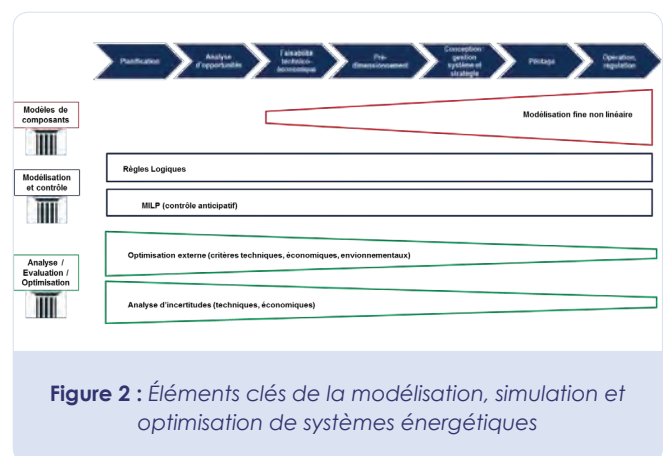 Planification
Analyse
d'opportunités
Faisabilité
technico-
économique
Pré-
dimensionnement
Conception
gestion
système et
stratégie
Pilotage
Opération,
régulation
Modèles de
composants
Modélisation fine non linéaire
Modélisation
et contrôle
Règles Logiques
MILP (contrôle anticipatif)
Analyse /
Evaluation /
Optimisation
Optimisation externe (critères techniques, économiques, envionnementaux)
Analyse d'incertitudes (techniques, économiques)
Figure 2 : Éléments clés de la modélisation, simulation et
optimisation de systèmes énergétiques